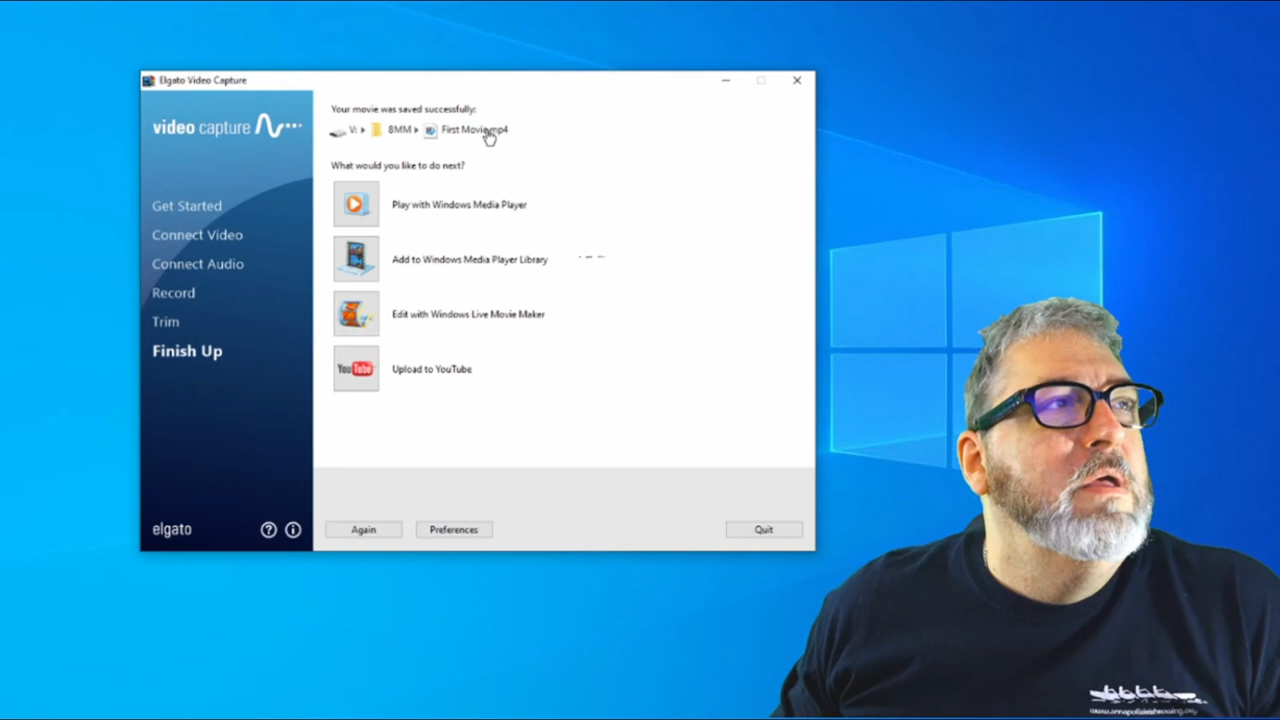 Elgato Video Capture
video capture
Your movie was saved successfully:
Vi 8MM First Movie.mp4
What would you like to do next?
Play with Windows Media Player
Add to Windows Media Player Library
Edit with Windows Live Movie Maker
YouTube Upload to YouTube
Get Started
Connect Video
Connect Audio
Record
Trim
Finish Up
elgato
Again Preferences Quit